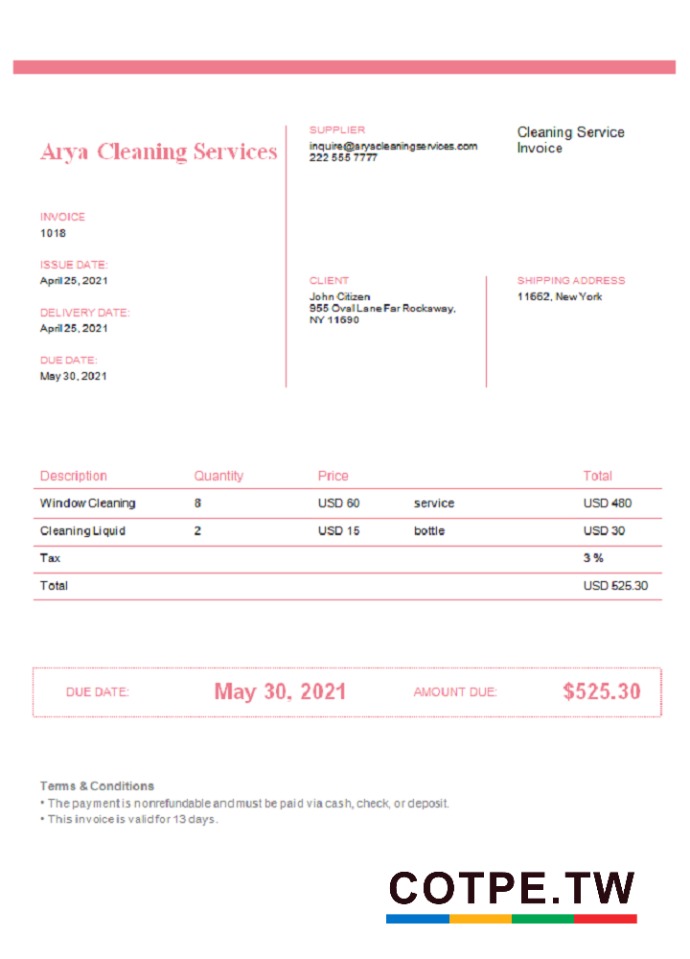 Arya Cleaning Services
SUPPLIER
inquire@aryacleaningservices.com
222 555 7777
Cleaning Service
Invoice
INVOICE
1018
ISSUE DATE:
April 25, 2021
DELIVERY DATE:
April 25, 2021
DUE DATE:
May 30, 2021
CLIENT
John Citizen
955 Oval Lane Far Rockaway,
NY 11690
SHIPPING ADDRESS
11662, New York
Description Quantity Price Total
Window Cleaning 8 USD 60 service USD 480
Cleaning Liquid 2 USD 15 bottle USD 30
Tax 3 %
Total USD 525.30
DUE DATE: May 30, 2021 AMOUNT DUE: $525.30
Terms & Conditions
• The payment is nonrefundable and must be paid via cash, check, or deposit.
• This invoice is valid for 13 days.
COTPE.TW